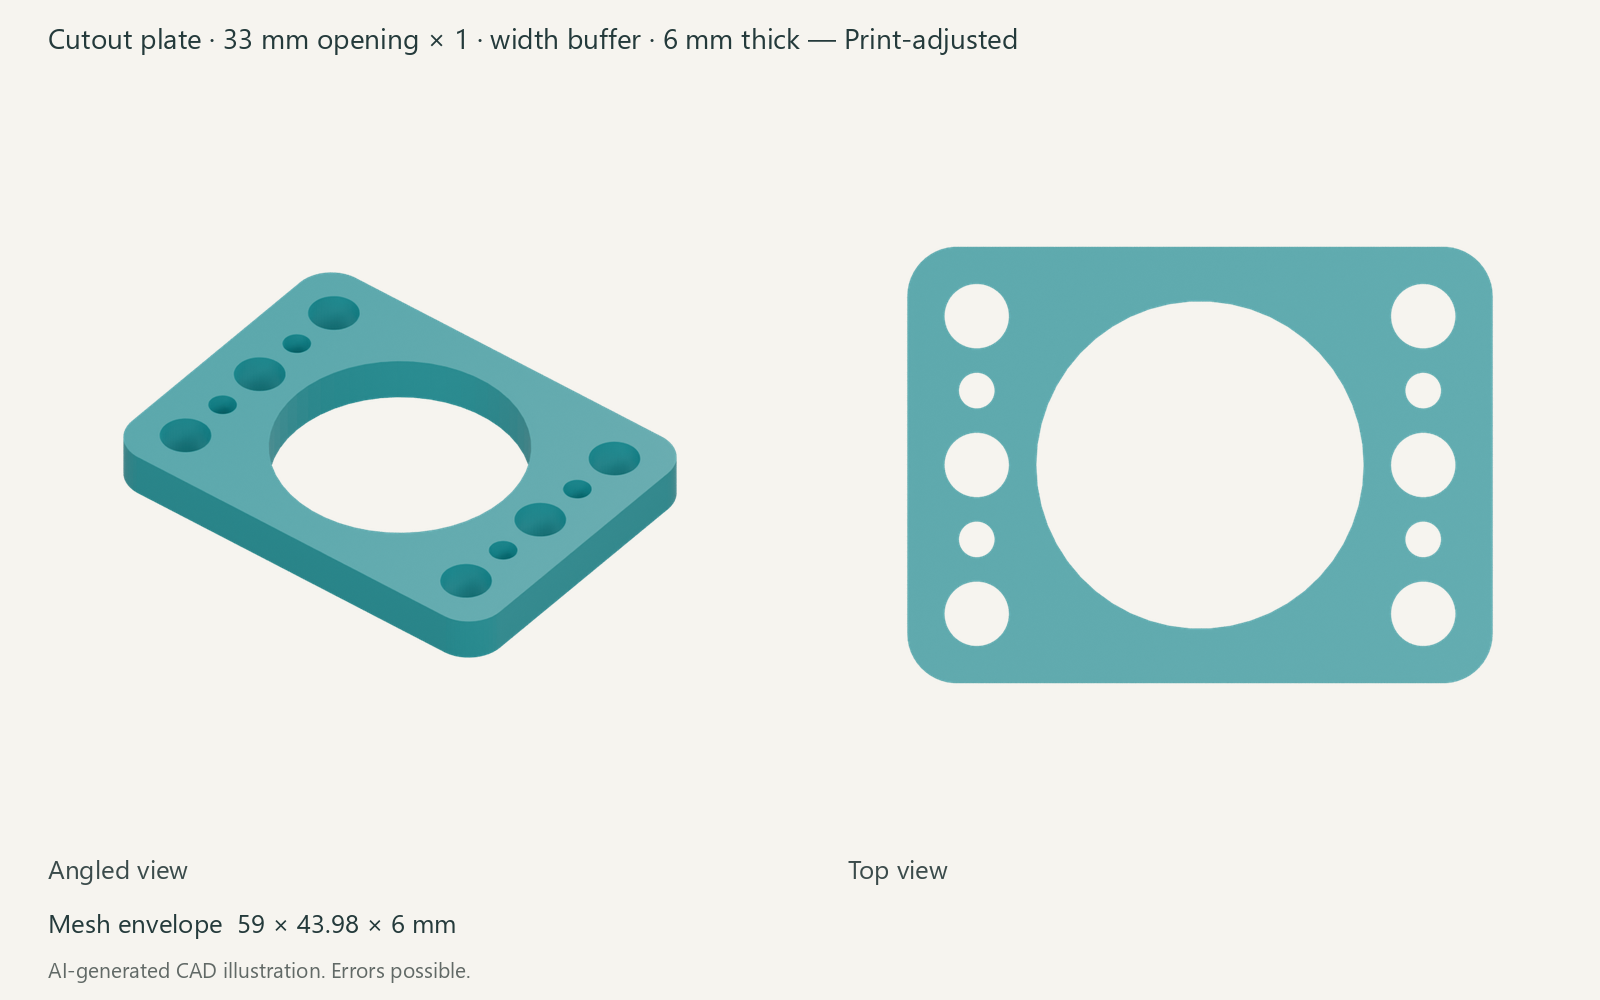 Cutout plate · 33 mm opening × 1 · width buffer · 6 mm thick — Print-adjusted
Angled view
Top view
Mesh envelope  59 × 43.98 × 6 mm
AI-generated CAD illustration. Errors possible.